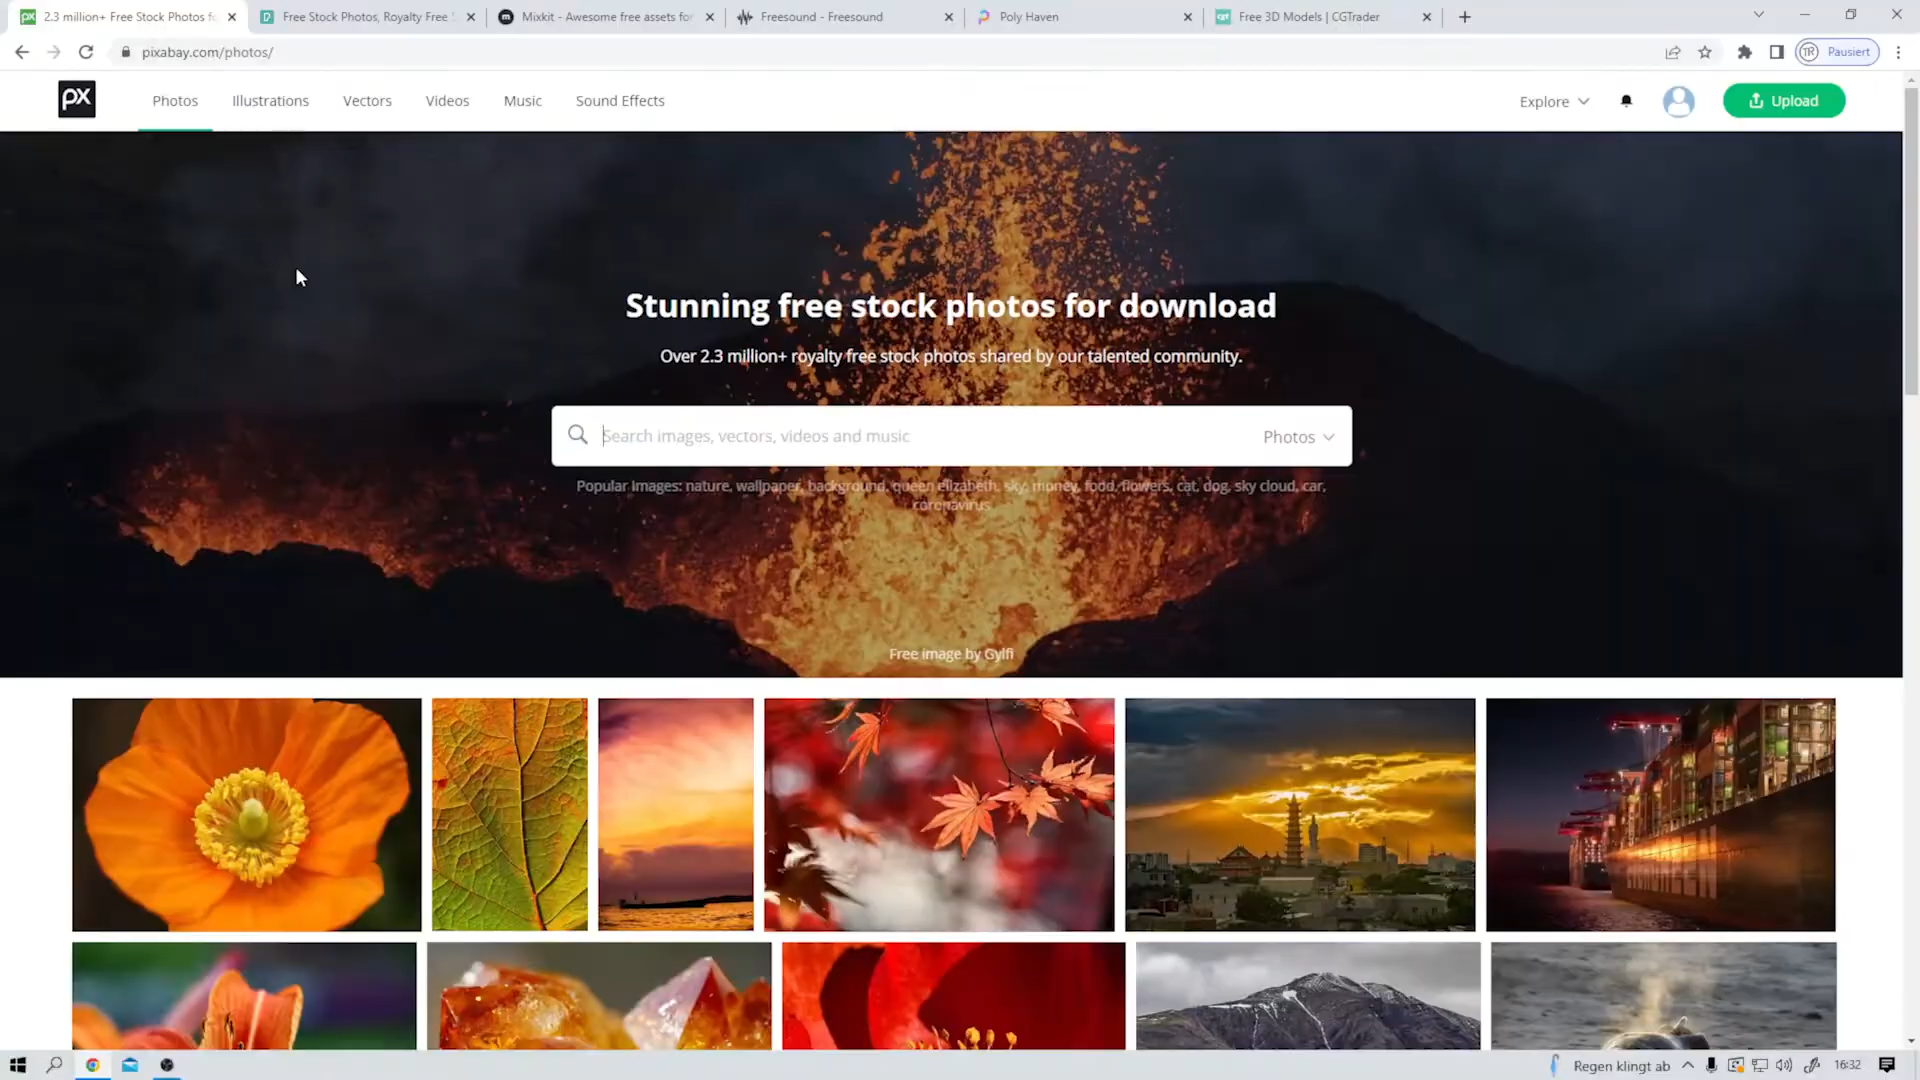 2.3 million+ Free Stock Photos fo
Free Stock Photos, Royalty Free
Mixkit - Awesome free assets for
Freesound - Freesound
Poly Haven
Free 3D Models | CGTrader
pixabay.com/photos/
TR
Pausiert
px
Photos
Illustrations
Vectors
Videos
Music
Sound Effects
Explore
Upload
Stunning free stock photos for download
Over 2.3 million+ royalty free stock photos shared by our talented community.
Search images, vectors, videos and music
Photos
Popular Images: nature, wallpaper, background, queen elizabeth, sky, money, food, flowers, cat, dog, sky cloud, car,
coronavirus
Free image by Gylfi
Regen klingt ab
16:32